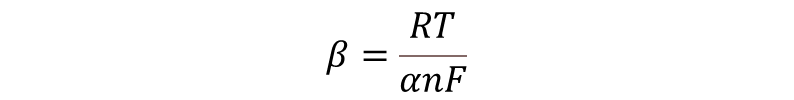 β = RT / αnF